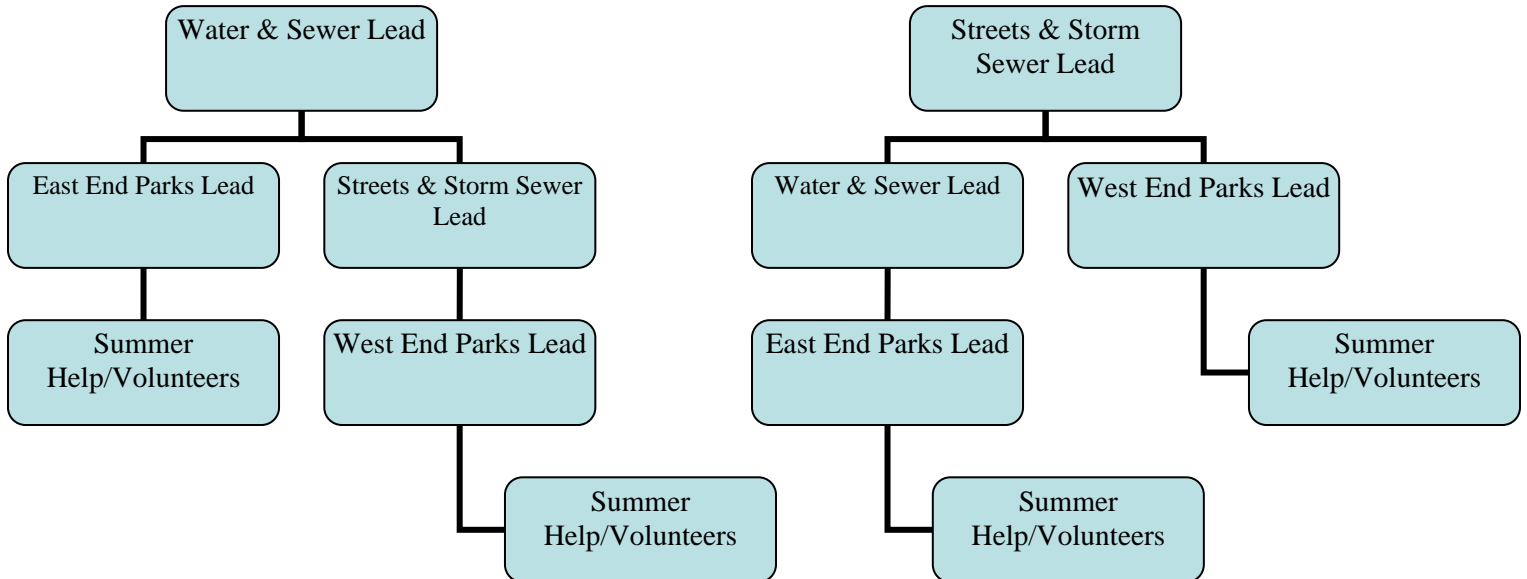 Water & Sewer Lead
Streets & Storm
Sewer Lead
East End Parks Lead
Streets & Storm Sewer
Lead
Water & Sewer Lead
West End Parks Lead
Summer
Help/Volunteers
West End Parks Lead
East End Parks Lead
Summer
Help/Volunteers
Summer
Help/Volunteers
Summer
Help/Volunteers